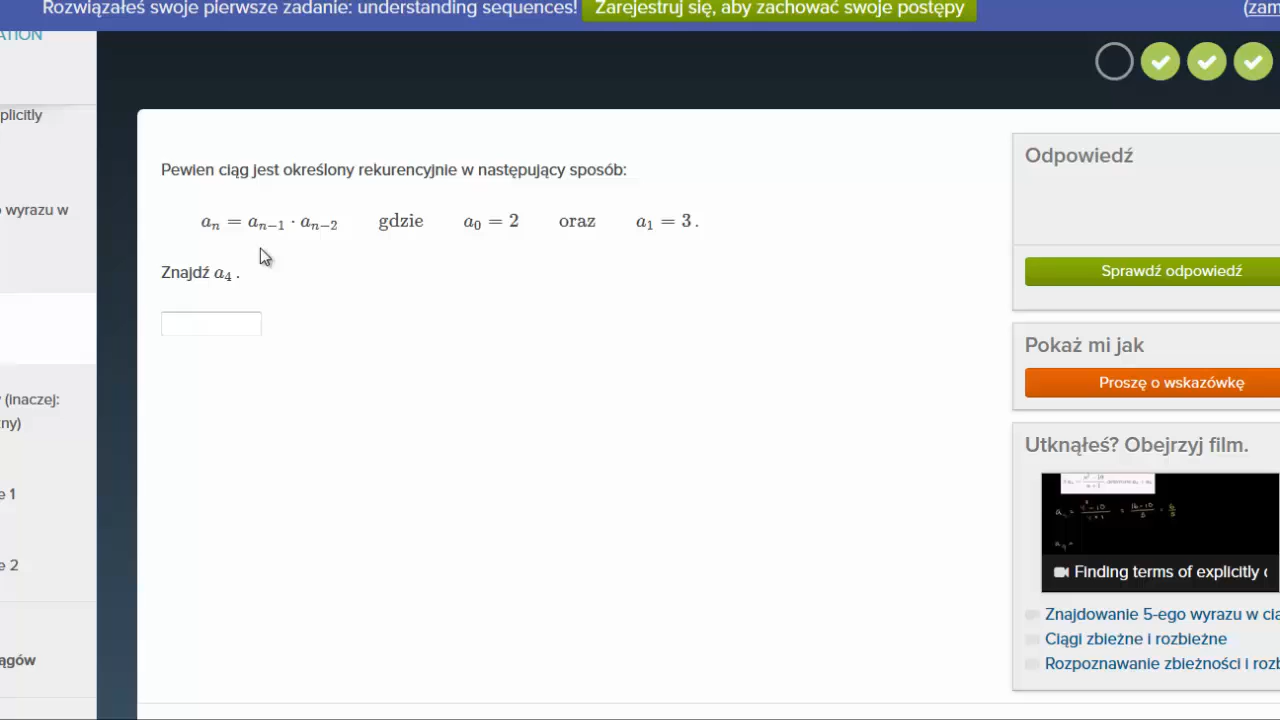 Rozwiązałeś swoje pierwsze zadanie: understanding sequences! Zarejestruj się, aby zachować swoje postępy (zam
ATION
plicitly
o wyrazu w
(inaczej:
ny)
e 1
e 2
ągów
Pewien ciąg jest określony rekurencyjnie w następujący sposób:
aₙ = aₙ₋₁ · aₙ₋₂ gdzie a₀ = 2 oraz a₁ = 3 .
Znajdź a₄ .
Odpowiedź
Sprawdź odpowiedź
Pokaż mi jak
Proszę o wskazówkę
Utknąłeś? Obejrzyj film.
Finding terms of explicitly
Znajdowanie 5-ego wyrazu w cią
Ciągi zbieżne i rozbieżne
Rozpoznawanie zbieżności i rozb